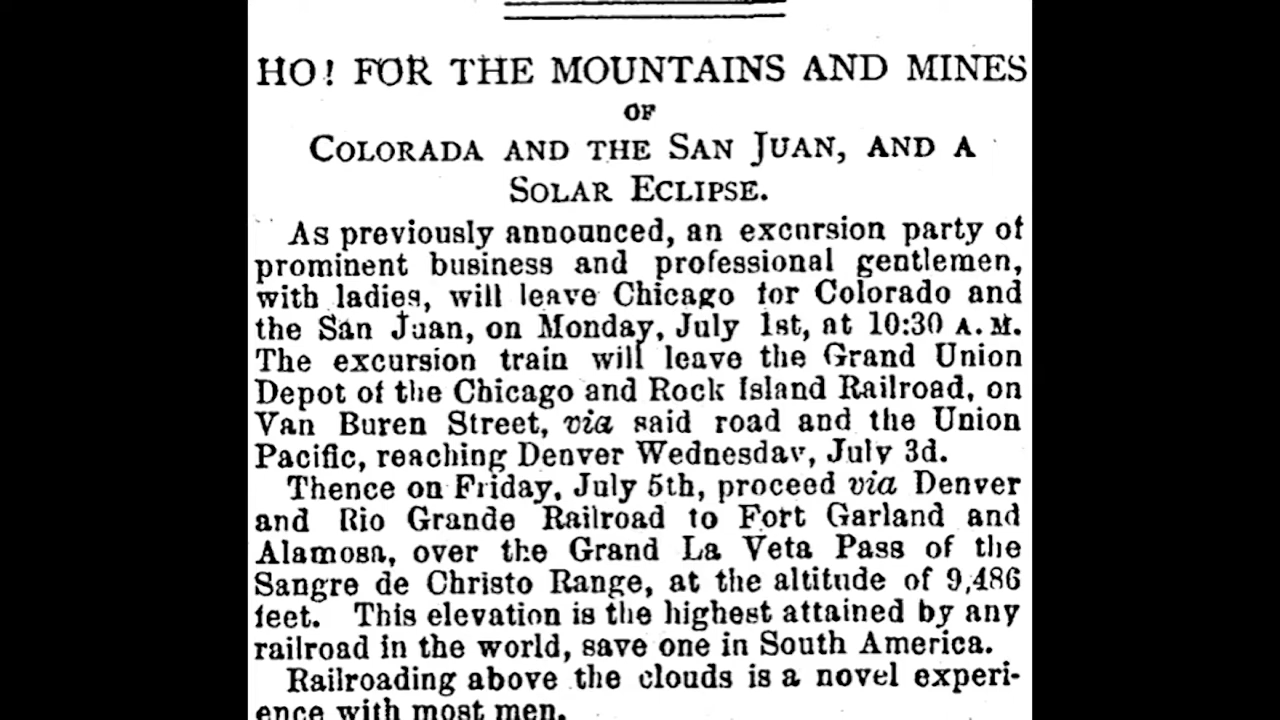 HO! FOR THE MOUNTAINS AND MINES
OF
COLORADA AND THE SAN JUAN, AND A
SOLAR ECLIPSE.
As previously announced, an excursion party of
prominent business and professional gentlemen,
with ladies, will leave Chicago for Colorado and
the San Juan, on Monday, July 1st, at 10:30 A.M.
The excursion train will leave the Grand Union
Depot of the Chicago and Rock Island Railroad, on
Van Buren Street, via said road and the Union
Pacific, reaching Denver Wednesday, July 3d.
Thence on Friday, July 5th, proceed via Denver
and Rio Grande Railroad to Fort Garland and
Alamosa, over the Grand La Veta Pass of the
Sangre de Christo Range, at the altitude of 9,486
feet. This elevation is the highest attained by any
railroad in the world, save one in South America.
Railroading above the clouds is a novel experi-
ence with most men.